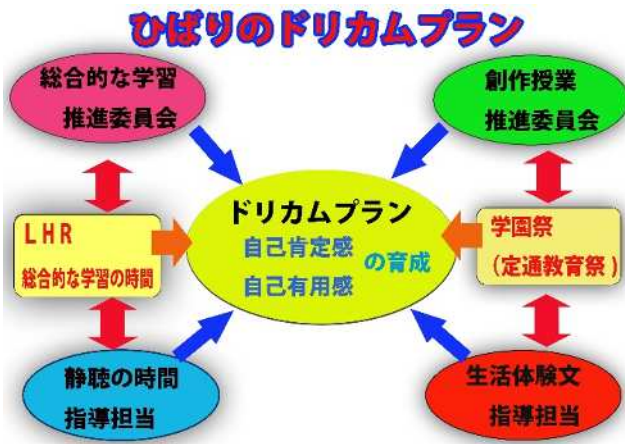 ひばりのドリカムプラン
総合的な学習
推進委員会
創作授業
推進委員会
ドリカムプラン
自己肯定感
自己有用感
の育成
LHR
総合的な学習の時間
学園祭
(定通教育祭)
静聴の時間
指導担当
生活体験文
指導担当